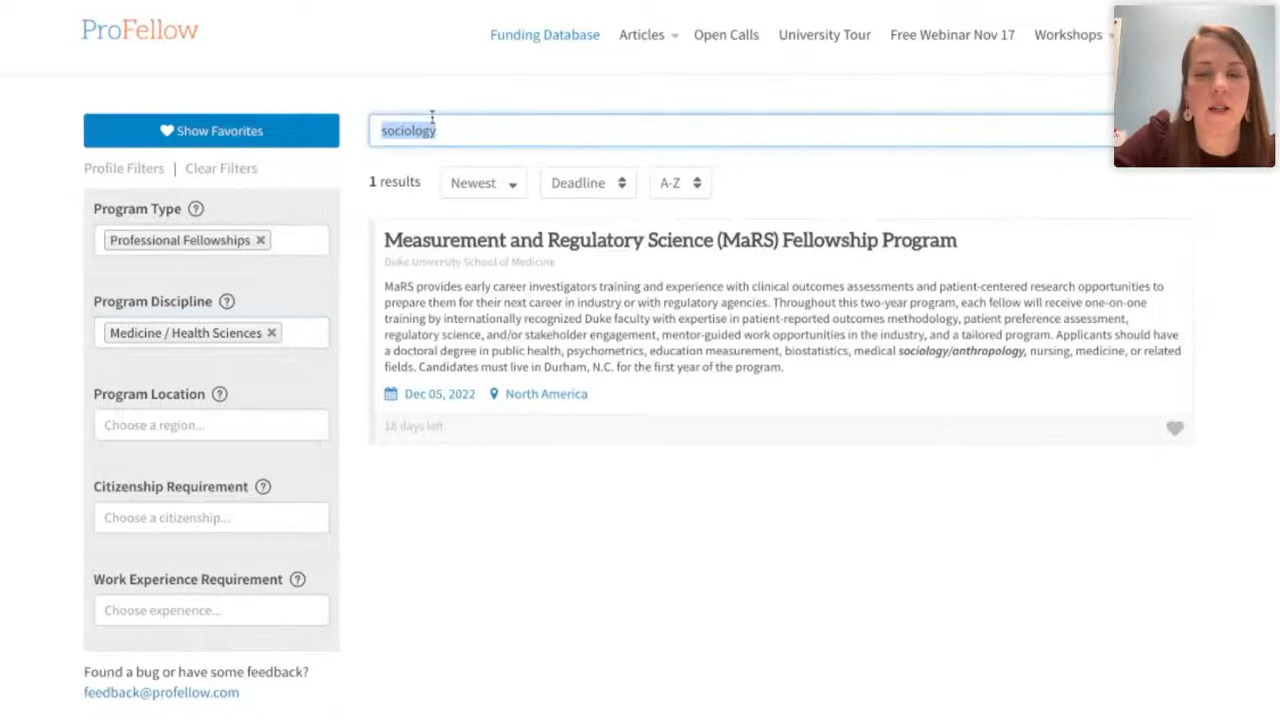 ProFellow
Funding Database Articles Open Calls University Tour Free Webinar Nov 17 Workshops
Show Favorites
Profile Filters | Clear Filters
Program Type
Professional Fellowships ×
Program Discipline
Medicine / Health Sciences ×
Program Location
Choose a region...
Citizenship Requirement
Choose a citizenship...
Work Experience Requirement
Choose experience...
Found a bug or have some feedback?
feedback@profellow.com
sociology
1 results Newest Deadline A-Z
Measurement and Regulatory Science (MaRS) Fellowship Program
Duke University School of Medicine
MaRS provides early career investigators training and experience with clinical outcomes assessments and patient-centered research opportunities to
prepare them for their next career in industry or with regulatory agencies. Throughout this two-year program, each fellow will receive one-on-one
training by internationally recognized Duke faculty with expertise in patient-reported outcomes methodology, patient preference assessment,
regulatory science, and/or stakeholder engagement, mentor-guided work opportunities in the industry, and a tailored program. Applicants should have
a doctoral degree in public health, psychometrics, education measurement, biostatistics, medical sociology/anthropology, nursing, medicine, or related
fields. Candidates must live in Durham, N.C. for the first year of the program.
Dec 05, 2022 North America
18 days left